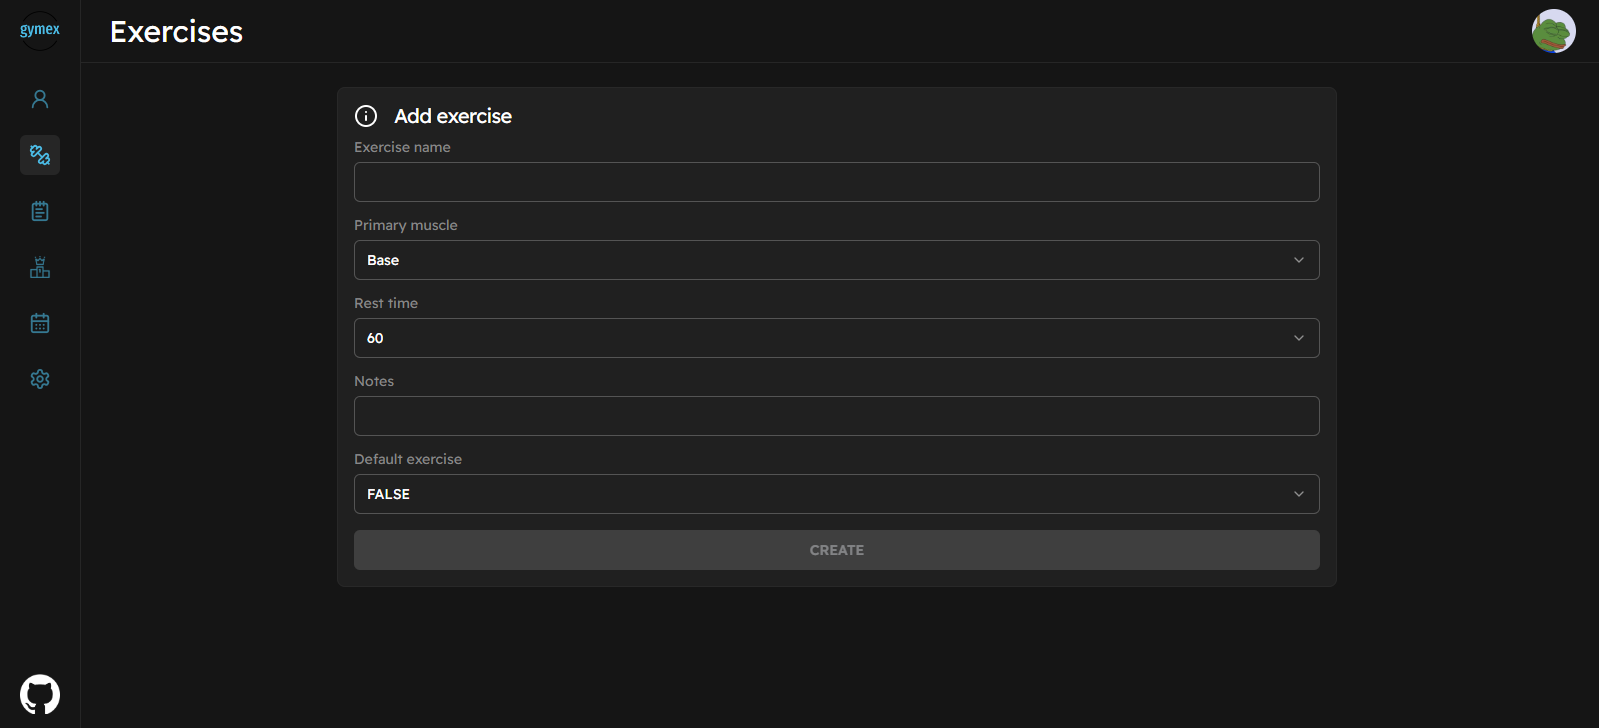 gymex
Exercises
Add exercise
Exercise name
Primary muscle
Base
Rest time
60
Notes
Default exercise
FALSE
CREATE